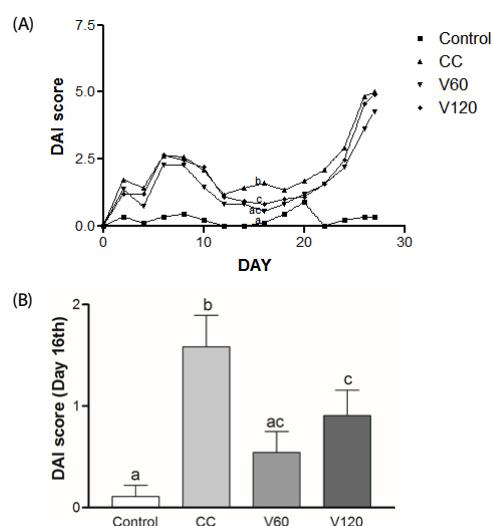 (A)
7.5
5.0
2.5
0.0
DAI score
b
c
ac
a
0 10 20 30
DAY
Control
CC
V60
V120
(B)
2
1
0
DAI score (Day 16th)
a
b
ac
c
Control CC V60 V120